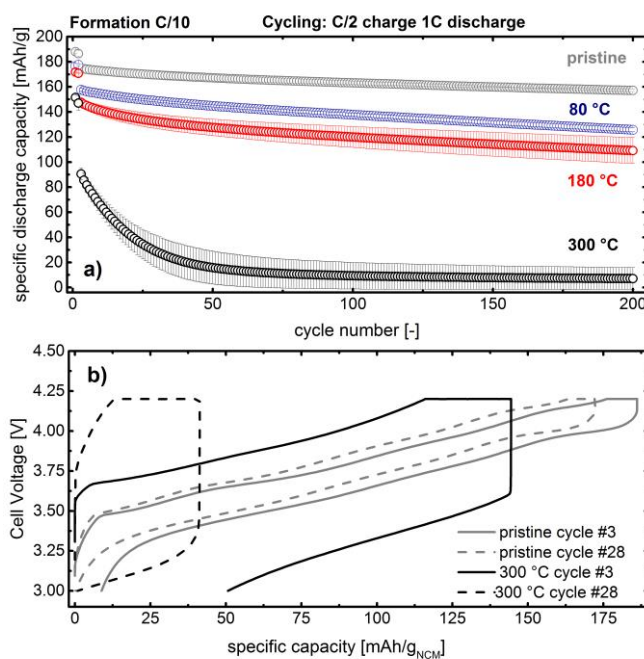 Formation C/10 Cycling: C/2 charge 1C discharge
specific discharge capacity [mAh/g]
200
180
160
140
120
100
80
60
40
20
0
pristine
80 °C
180 °C
300 °C
a)
0 50 100 150 200
cycle number [-]
Cell Voltage [V]
4.50
4.25
4.00
3.75
3.50
3.25
3.00
b)
pristine cycle #3
pristine cycle #28
300 °C cycle #3
300 °C cycle #28
0 25 50 75 100 125 150 175
specific capacity [mAh/gNCM]